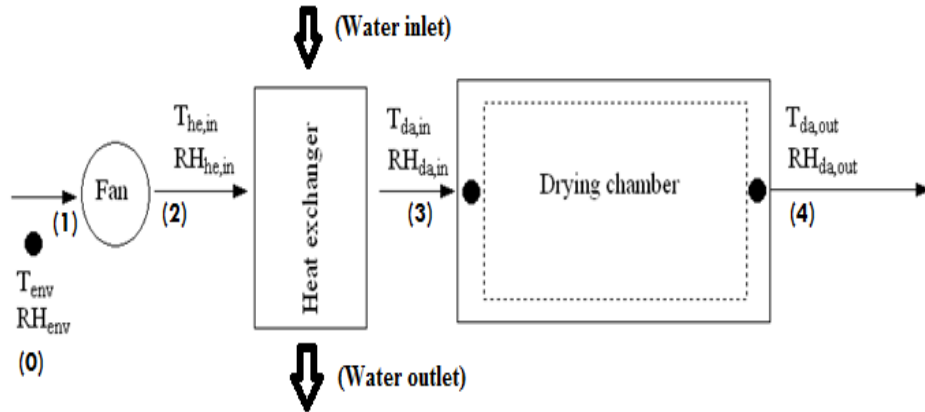 (Water inlet)
T_he,in
RH_he,in
T_da,in
RH_da,in
T_da,out
RH_da,out
Fan
Heat exchanger
Drying chamber
(1)
(2)
(3)
(4)
T_env
RH_env
(0)
(Water outlet)